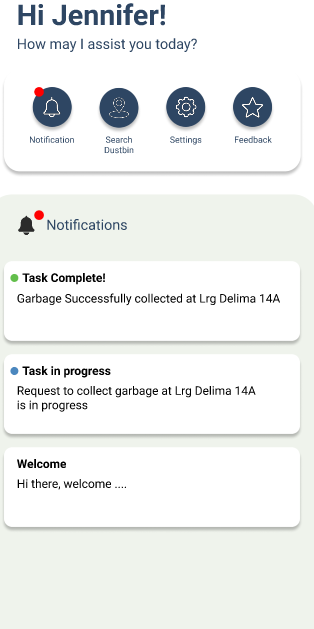 Hi Jennifer!
How may I assist you today?
Notification
Search
Dustbin
Settings
Feedback
Notifications
Task Complete!
Garbage Successfully collected at Lrg Delima 14A
Task in progress
Request to collect garbage at Lrg Delima 14A
is in progress
Welcome
Hi there, welcome ....